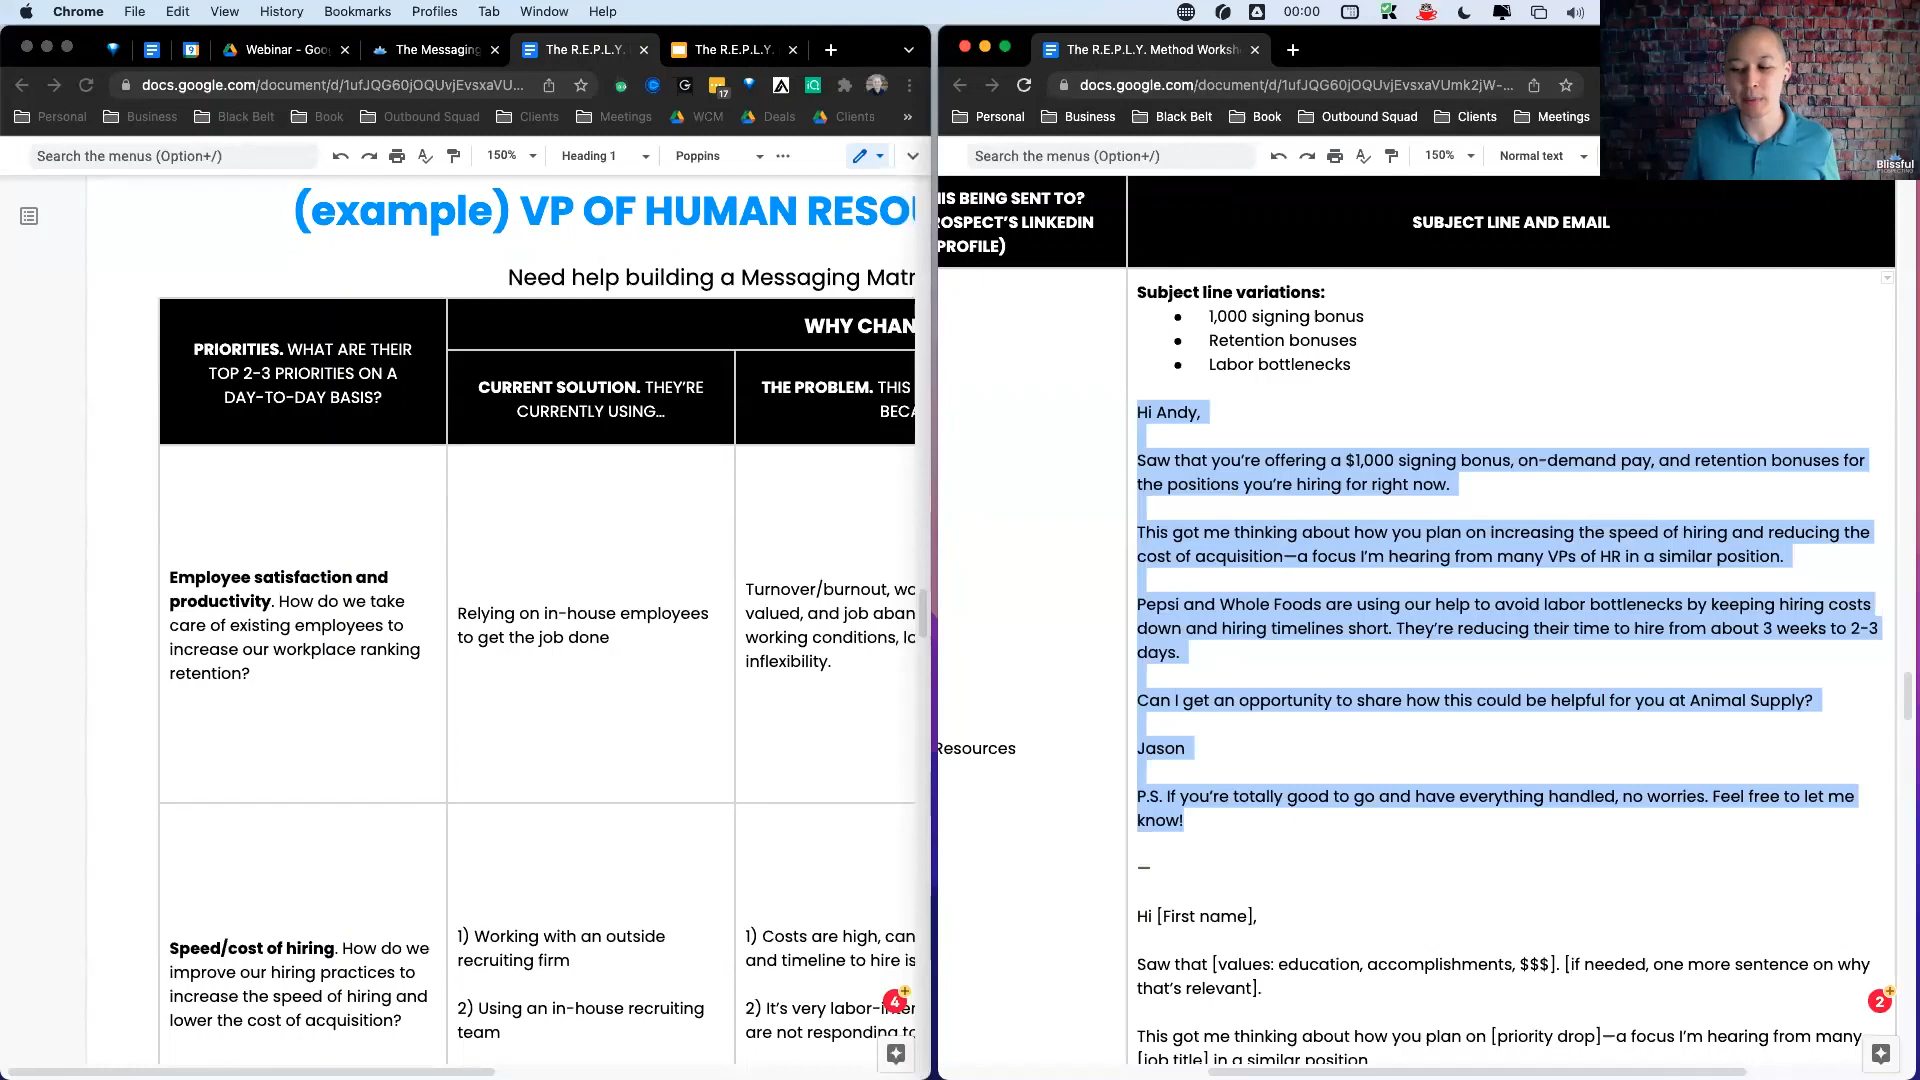 Chrome File Edit View History Bookmarks Profiles Tab Window Help 00:00
Webinar - Goo
The Messaging
The R.E.P.L.Y.
The R.E.P.L.Y.
docs.google.com/document/d/1ufJQG60jOQUvjEvsxaVU...
17
Personal Business Black Belt Book Outbound Squad Clients Meetings WCM Deals Clients »
Search the menus (Option+/) 150% Heading 1 Poppins
(example) VP OF HUMAN RESOU
Need help building a Messaging Matr
PRIORITIES. WHAT ARE THEIR
TOP 2-3 PRIORITIES ON A
DAY-TO-DAY BASIS?
WHY CHAN
CURRENT SOLUTION. THEY'RE
CURRENTLY USING...
THE PROBLEM. THIS
BECA
Employee satisfaction and
productivity. How do we take
care of existing employees to
increase our workplace ranking
retention?
Relying on in-house employees
to get the job done
Turnover/burnout, wo
valued, and job aban
working conditions, lo
inflexibility.
Speed/cost of hiring. How do we
improve our hiring practices to
increase the speed of hiring and
lower the cost of acquisition?
1) Working with an outside
recruiting firm
2) Using an in-house recruiting
team
1) Costs are high, can
and timeline to hire is
2) It's very labor-inter
are not responding to
4
The R.E.P.L.Y. Method Worksh
docs.google.com/document/d/1ufJQG60jOQUvjEvsxaVUmk2jW-...
Personal Business Black Belt Book Outbound Squad Clients Meetings
Search the menus (Option+/) 150% Normal text
Blissful
PROSPECTING
IS BEING SENT TO?
ROSPECT'S LINKEDIN
PROFILE)
SUBJECT LINE AND EMAIL
Resources
Subject line variations:
● 1,000 signing bonus
● Retention bonuses
● Labor bottlenecks
Hi Andy,
Saw that you're offering a $1,000 signing bonus, on-demand pay, and retention bonuses for
the positions you're hiring for right now.
This got me thinking about how you plan on increasing the speed of hiring and reducing the
cost of acquisition—a focus I'm hearing from many VPs of HR in a similar position.
Pepsi and Whole Foods are using our help to avoid labor bottlenecks by keeping hiring costs
down and hiring timelines short. They're reducing their time to hire from about 3 weeks to 2-3
days.
Can I get an opportunity to share how this could be helpful for you at Animal Supply?
Jason
P.S. If you're totally good to go and have everything handled, no worries. Feel free to let me
know!
—
Hi [First name],
Saw that [values: education, accomplishments, $$$]. [if needed, one more sentence on why
that's relevant].
This got me thinking about how you plan on [priority drop]—a focus I'm hearing from many
[job title] in a similar position
2